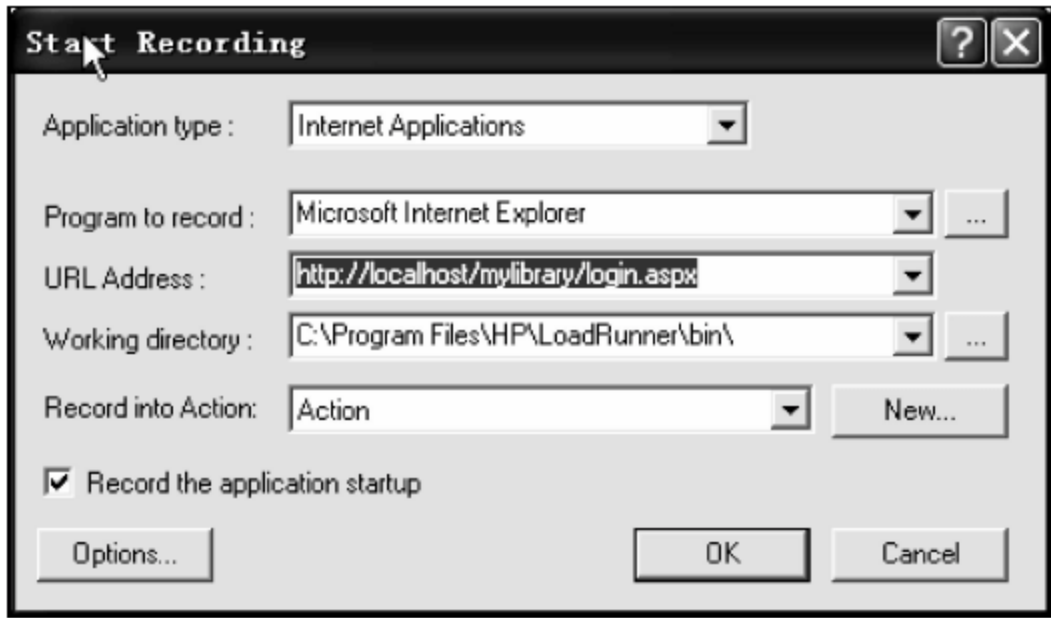 Start Recording
Application type : Internet Applications
Program to record : Microsoft Internet Explorer ...
URL Address : http://localhost/mylibrary/login.aspx
Working directory : C:\Program Files\HP\LoadRunner\bin\ ...
Record into Action: Action New...
Record the application startup
Options... OK Cancel